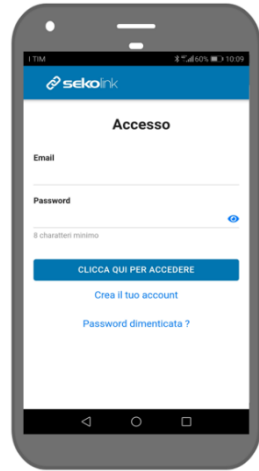 I TIM 60% 10:09
sekolink
Accesso
Email
Password
8 charatteri minimo
CLICCA QUI PER ACCEDERE
Crea il tuo account
Password dimenticata ?